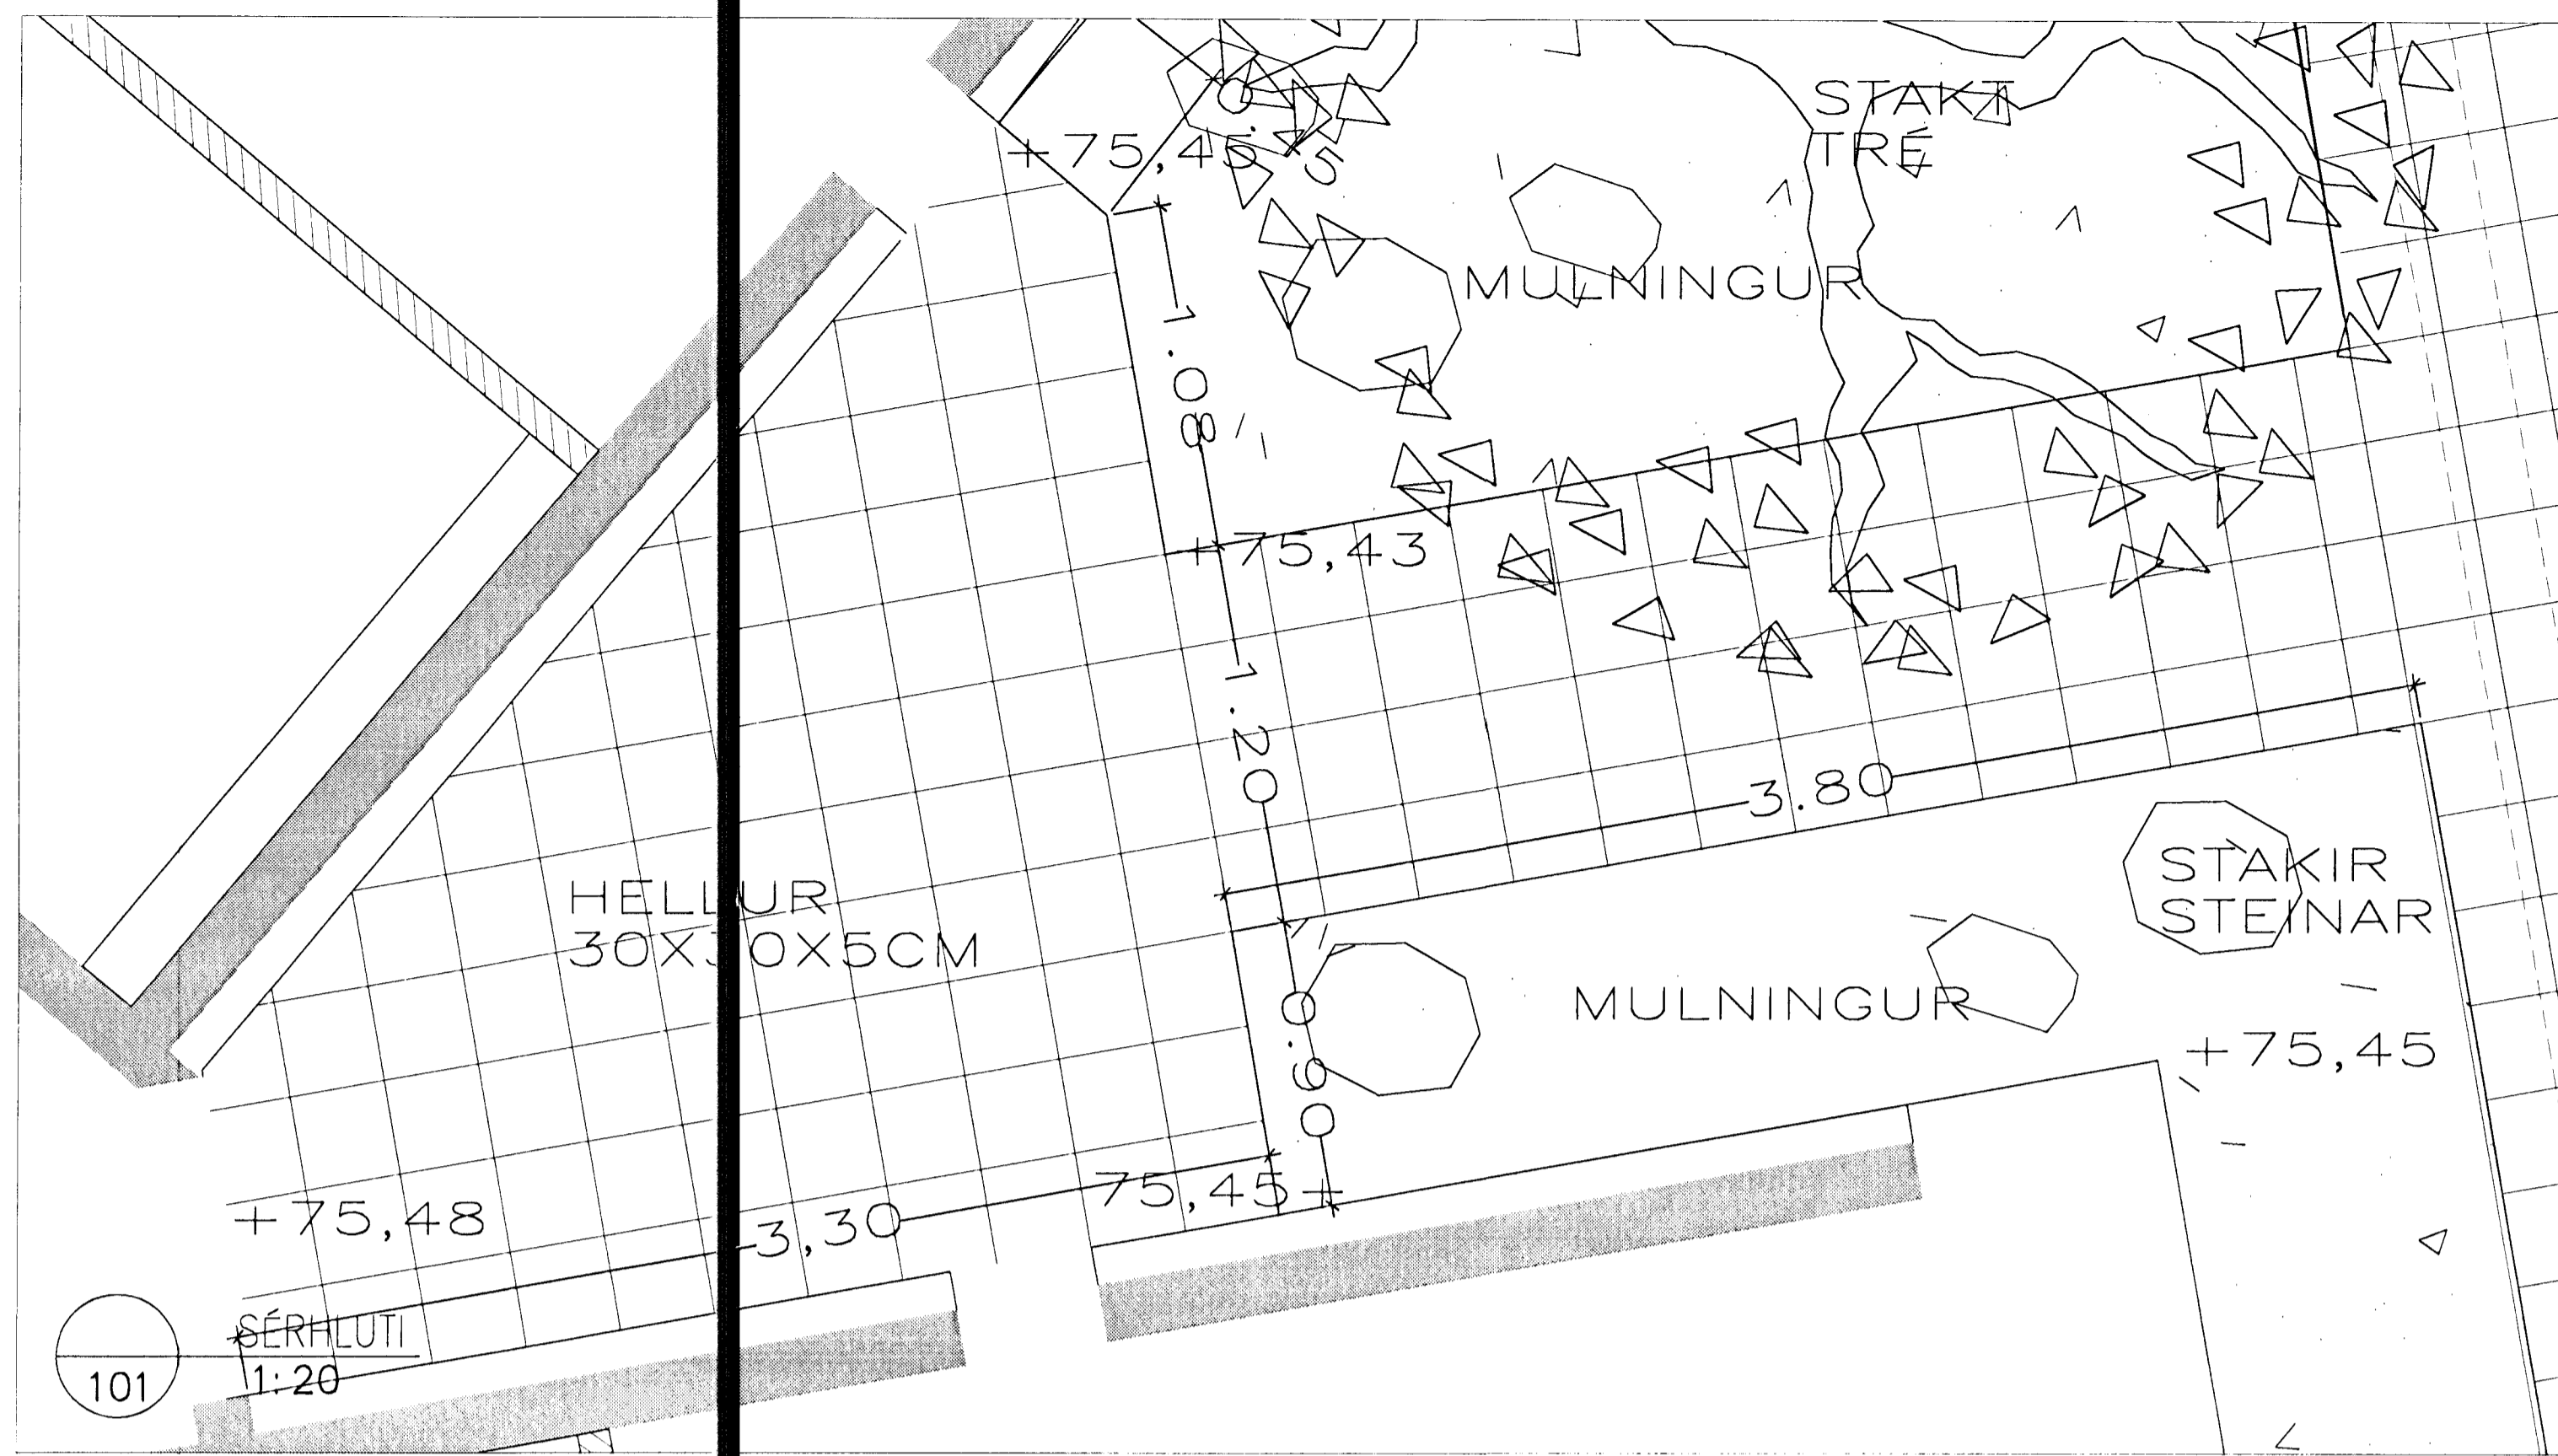 STAKT
TRÉ
+75,45
5
MULNINGUR
1.08
+75,43
1.20
3.80
HELLUR
30X30X5CM
STAKIR
STEINAR
MULNINGUR
0.90
+75,45
75,45+
+75,48
3,30
SÉRHLUTI
101
1:20